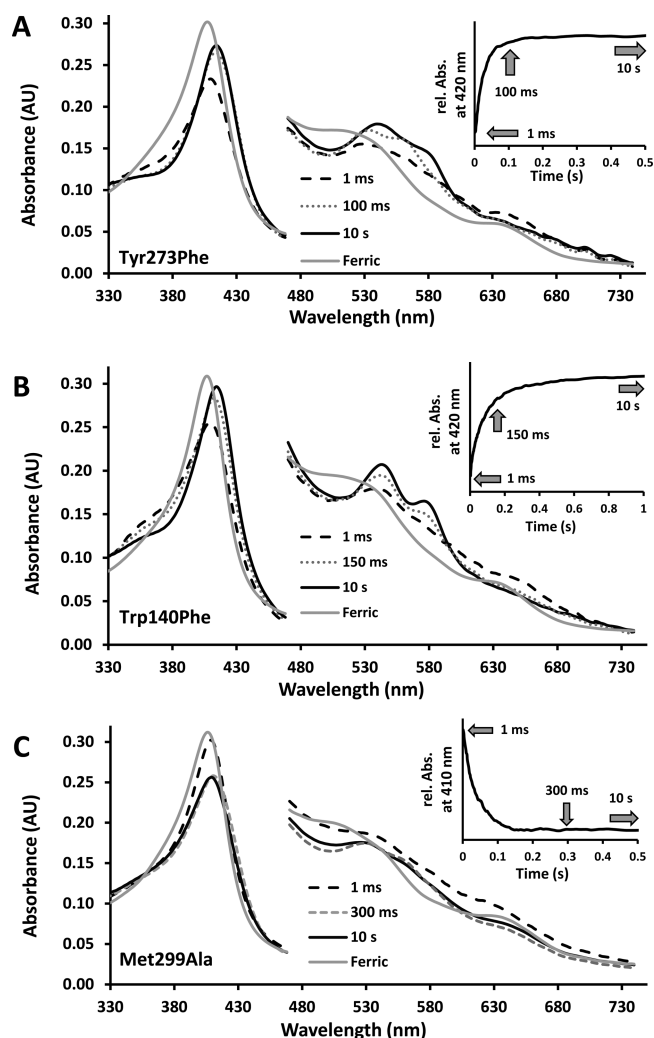 A
Absorbance (AU)
0.30
0.25
0.20
0.15
0.10
0.05
0.00
330 380 430 480 530 580 630 680 730
Wavelength (nm)
Tyr273Phe
1 ms
100 ms
10 s
Ferric
rel. Abs.
at 420 nm
100 ms
10 s
1 ms
0 0.1 0.2 0.3 0.4 0.5
Time (s)
B
Absorbance (AU)
0.30
0.25
0.20
0.15
0.10
0.05
0.00
330 380 430 480 530 580 630 680 730
Wavelength (nm)
Trp140Phe
1 ms
150 ms
10 s
Ferric
rel. Abs.
at 420 nm
10 s
150 ms
1 ms
0 0.2 0.4 0.6 0.8 1
Time (s)
C
Absorbance (AU)
0.30
0.25
0.20
0.15
0.10
0.05
0.00
330 380 430 480 530 580 630 680 730
Wavelength (nm)
Met299Ala
1 ms
300 ms
10 s
Ferric
rel. Abs.
at 410 nm
1 ms
300 ms
10 s
0 0.1 0.2 0.3 0.4 0.5
Time (s)